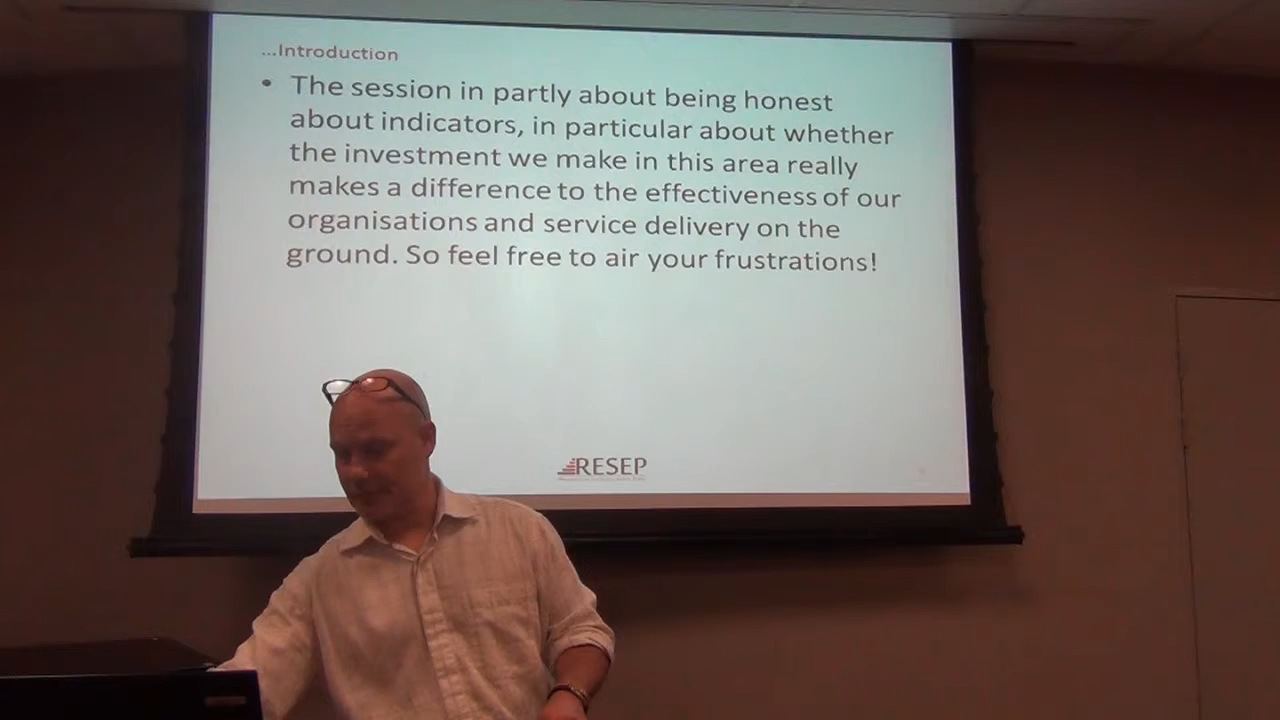 ...Introduction
• The session in partly about being honest
about indicators, in particular about whether
the investment we make in this area really
makes a difference to the effectiveness of our
organisations and service delivery on the
ground. So feel free to air your frustrations!
RESEP